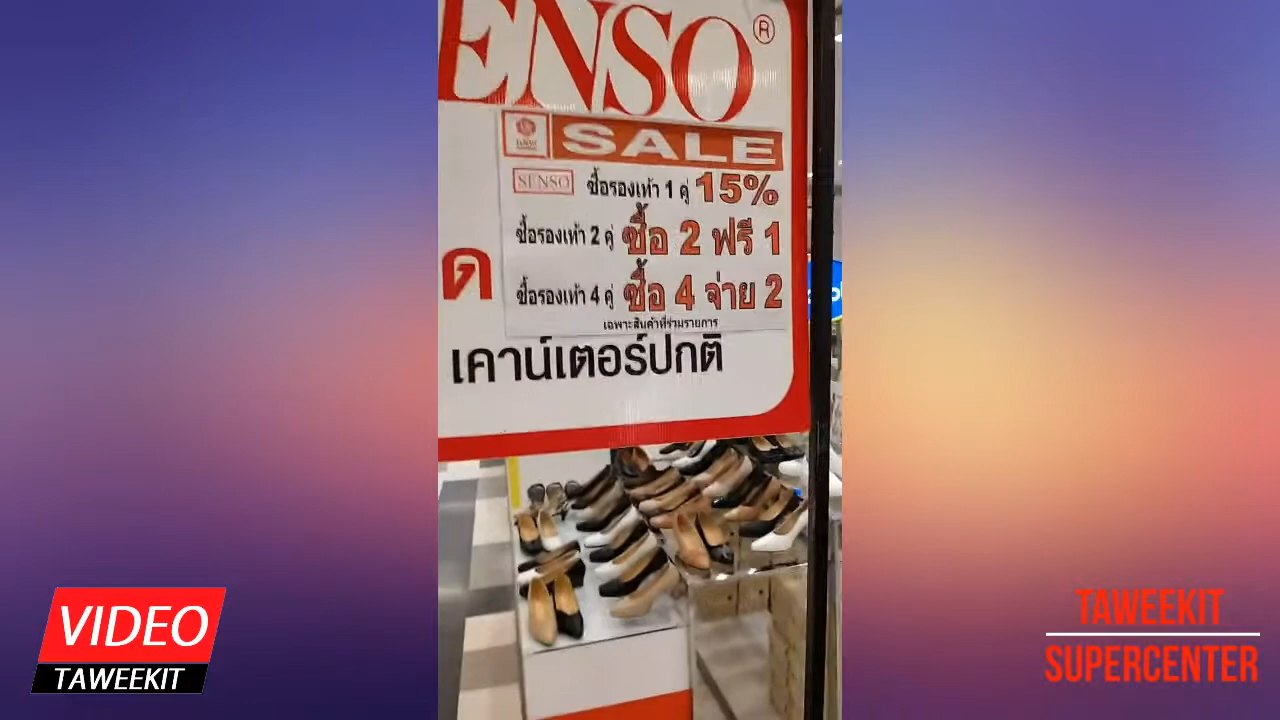 ENSO®
SALE
SENSO ซื้อรองเท้า 1 คู่ 15%
ซื้อรองเท้า 2 คู่ ซื้อ 2 ฟรี 1
ซื้อรองเท้า 4 คู่ ซื้อ 4 จ่าย 2
เฉพาะสินค้าที่ร่วมรายการ
ด
เคาน์เตอร์ปกติ
VIDEO
TAWEEKIT
TAWEEKIT
SUPERCENTER